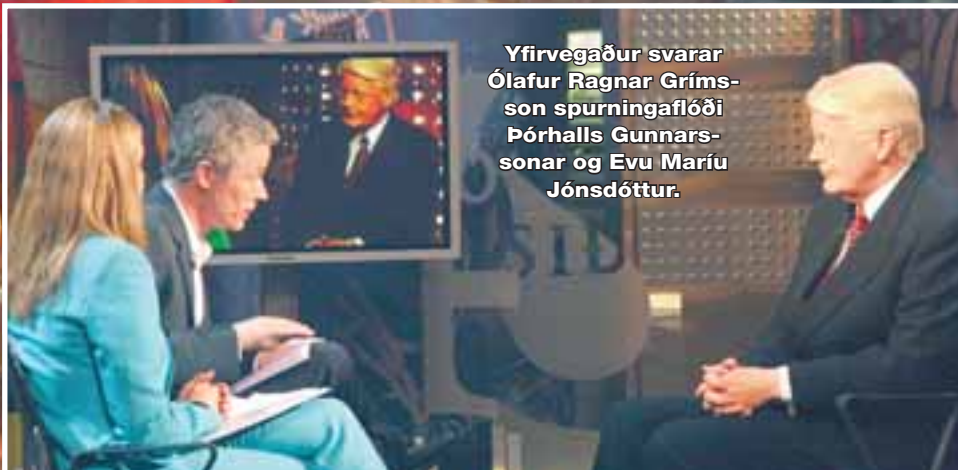 Yfirvegaður svarar
Ólafur Ragnar Gríms-
son spurningaflóði
Þórhalls Gunnars-
sonar og Evu Maríu
Jónsdóttur.